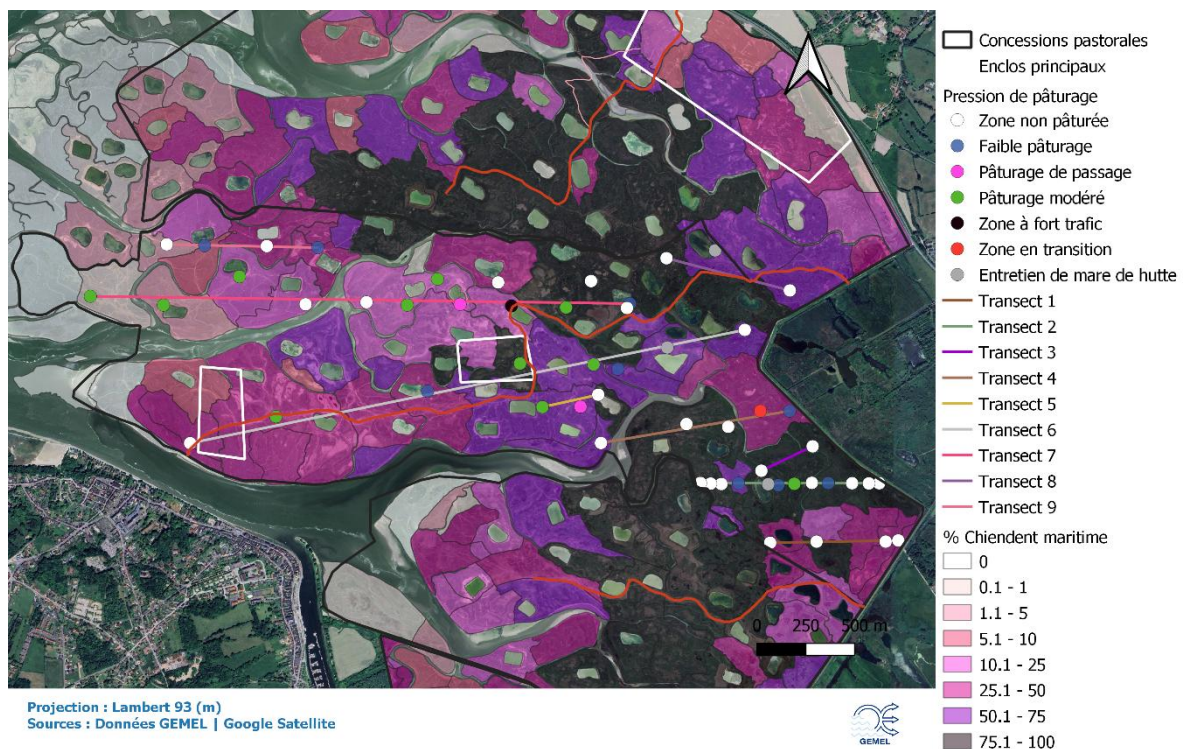 Concessions pastorales
Enclos principaux
Pression de pâturage
Zone non pâturée
Faible pâturage
Pâturage de passage
Pâturage modéré
Zone à fort trafic
Zone en transition
Entretien de mare de hutte
Transect 1
Transect 2
Transect 3
Transect 4
Transect 5
Transect 6
Transect 7
Transect 8
Transect 9
% Chiendent maritime
0
0.1 - 1
1.1 - 5
5.1 - 10
10.1 - 25
25.1 - 50
50.1 - 75
75.1 - 100
0 250 500 m
Projection : Lambert 93 (m)
Sources : Données GEMEL | Google Satellite
GEMEL